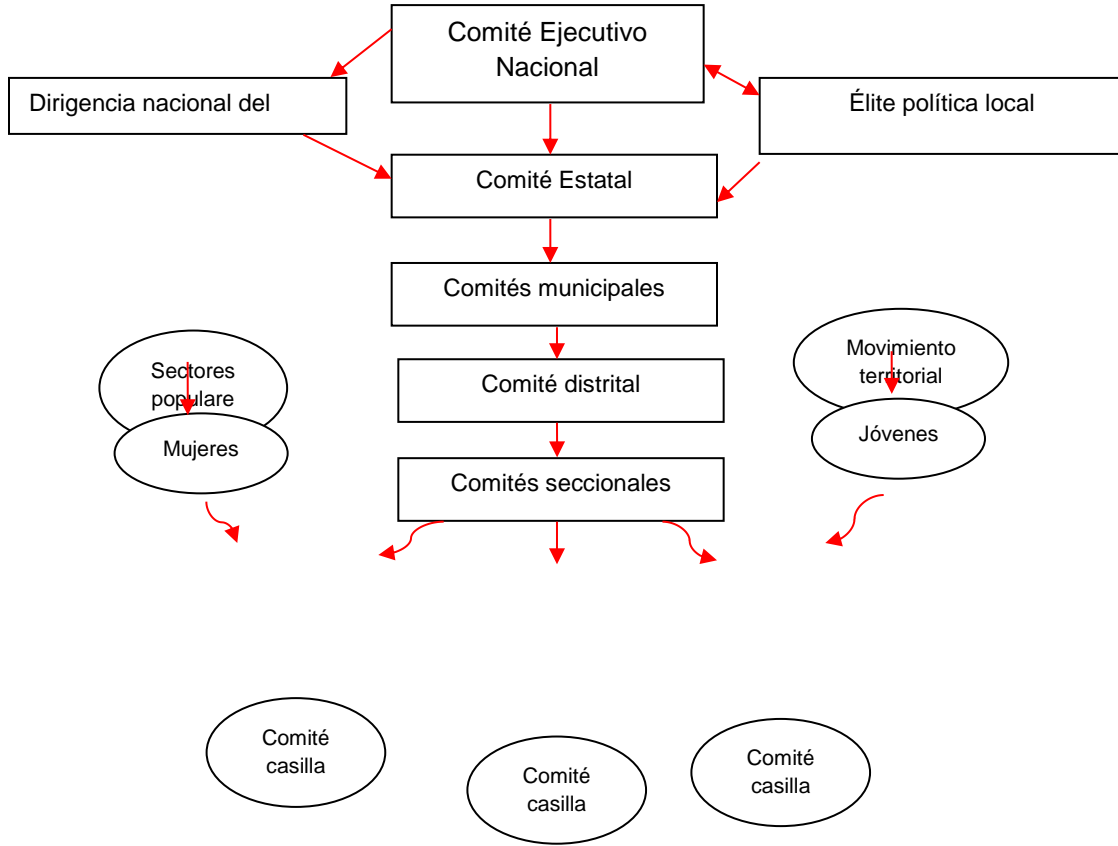 Comité Ejecutivo
Nacional
Dirigencia nacional del
Élite política local
Comité Estatal
Comités municipales
Sectores
populare
Mujeres
Comité distrital
Movimiento
territorial
Jóvenes
Comités seccionales
Comité
casilla
Comité
casilla
Comité
casilla